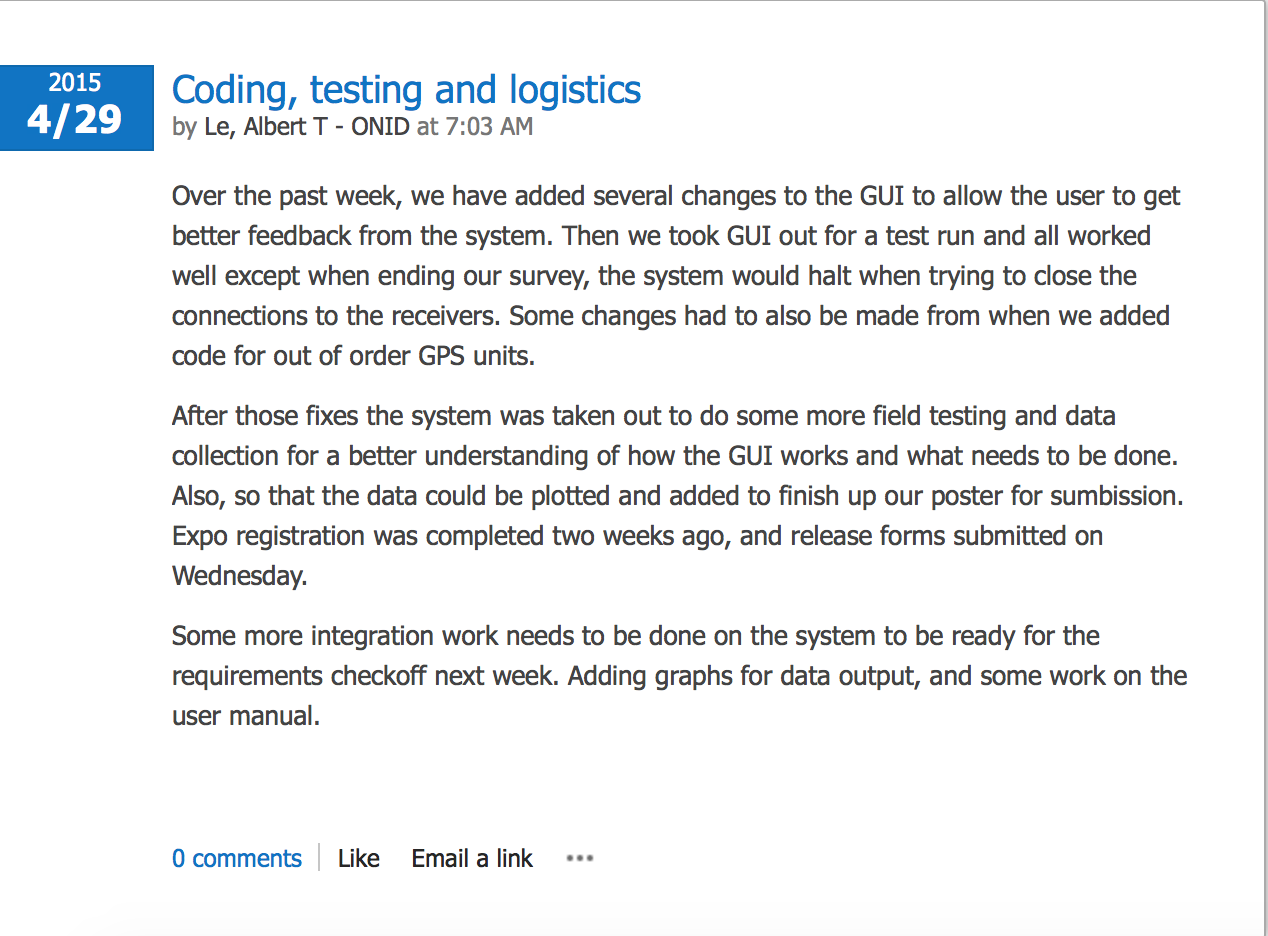 2015
4/29
Coding, testing and logistics
by Le, Albert T - ONID at 7:03 AM
Over the past week, we have added several changes to the GUI to allow the user to get
better feedback from the system. Then we took GUI out for a test run and all worked
well except when ending our survey, the system would halt when trying to close the
connections to the receivers. Some changes had to also be made from when we added
code for out of order GPS units.
After those fixes the system was taken out to do some more field testing and data
collection for a better understanding of how the GUI works and what needs to be done.
Also, so that the data could be plotted and added to finish up our poster for sumbission.
Expo registration was completed two weeks ago, and release forms submitted on
Wednesday.
Some more integration work needs to be done on the system to be ready for the
requirements checkoff next week. Adding graphs for data output, and some work on the
user manual.
0 comments Like Email a link •••